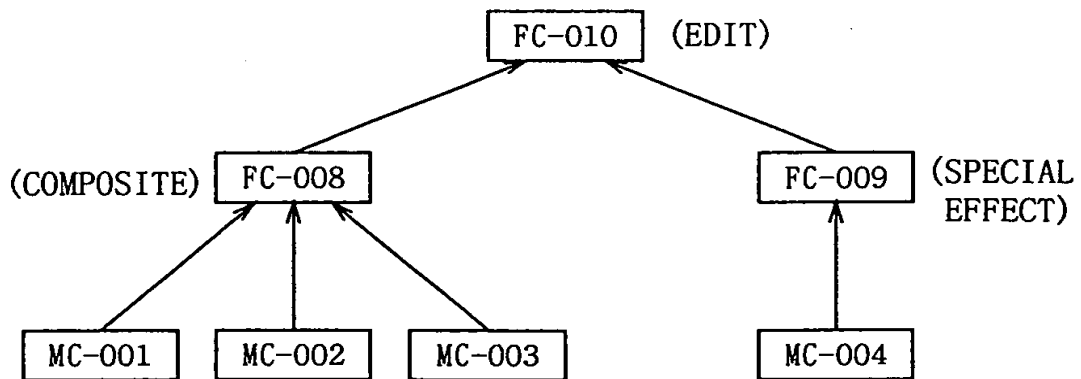 FC-010 (EDIT)
(COMPOSITE) FC-008 FC-009 (SPECIAL
EFFECT)
MC-001 MC-002 MC-003 MC-004